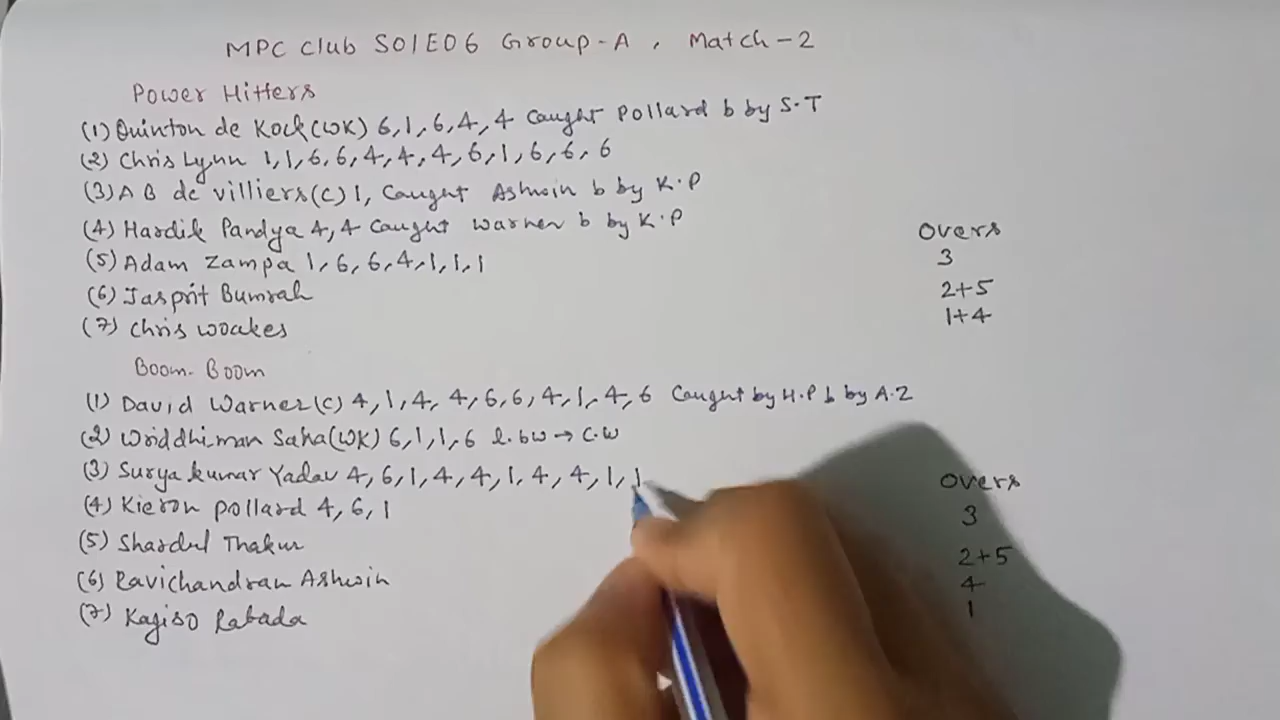 MPC Club S01E06 Group-A, Match-2
Power Hitters
(1) Quinton de Kock(WK) 6,1,6,4,4 Caught Pollard b by S.T
(2) Chris Lynn 1,1,6,6,4,4,4,6,1,6,6,6
(3) A B de villiers(C) 1, Caught Ashwin b by K.P
(4) Hardik Pandya 4,4 Caught Warner b by K.P
(5) Adam Zampa 1,6,6,4,1,1,1
(6) Jasprit Bumrah
(7) Chris Woakes
Overs
3
2+5
1+4
Boom-Boom
(1) David Warner(C) 4,1,4,4,6,6,4,1,4,6 Caught by H.P b by A.Z
(2) Wriddhiman Saha(WK) 6,1,1,6 l.bw → C.W
(3) Surya kumar Yadav 4,6,1,4,4,1,4,4,1,1
(4) Kieron pollard 4,6,1
(5) Shardul Thakur
(6) Ravichandran Ashwin
(7) Kagiso Rabada
Overs
3
2+5
4
1